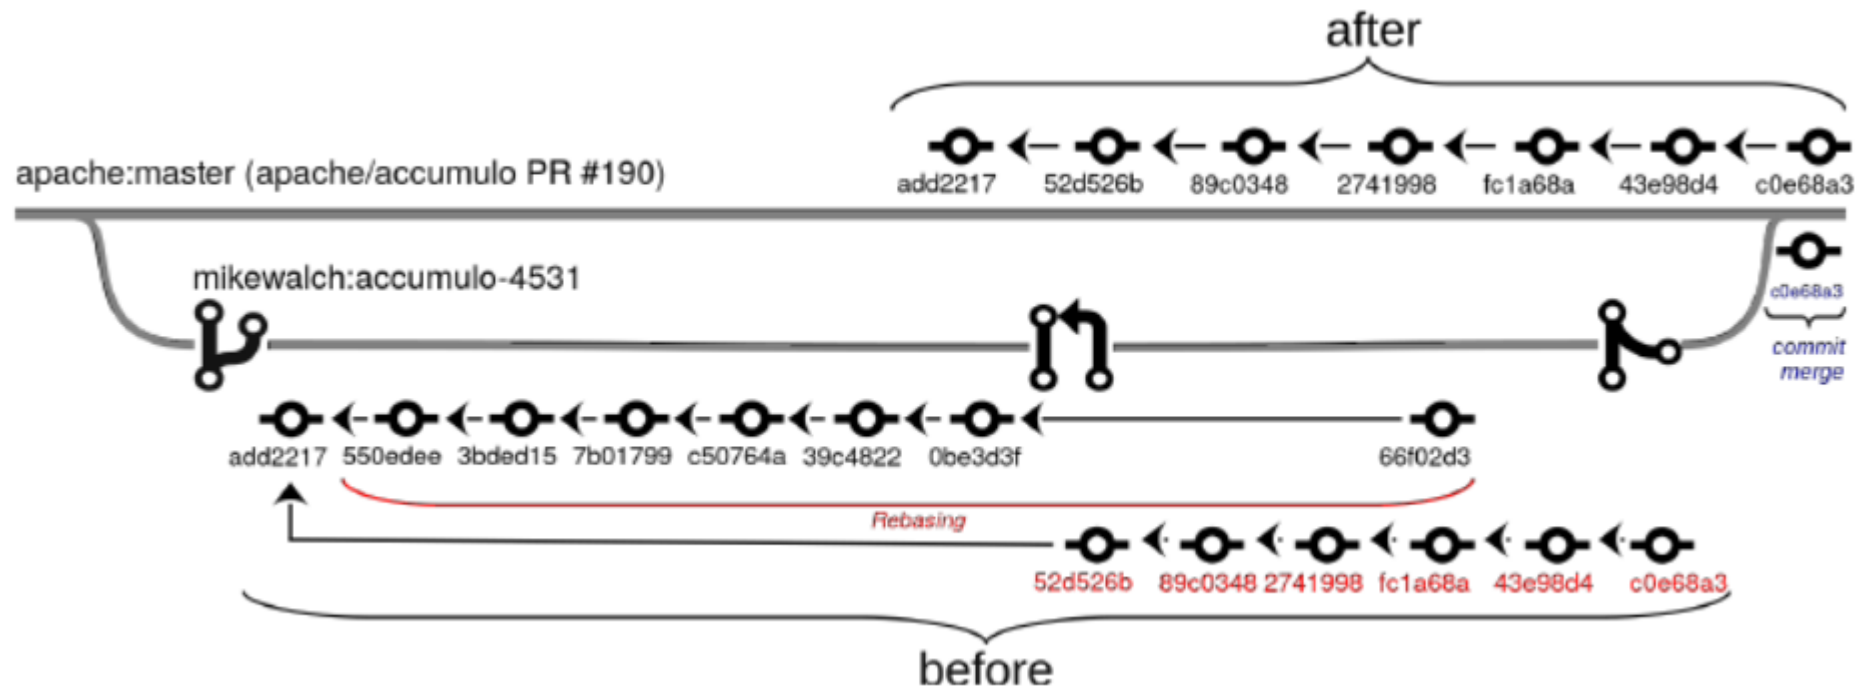 after
add2217 52d526b 89c0348 2741998 fc1a68a 43e98d4 c0e68a3
apache:master (apache/accumulo PR #190)
mikewalch:accumulo-4531
c0e68a3
commit
merge
add2217 550edee 3bded15 7b01799 c50764a 39c4822 0be3d3f 66f02d3
Rebasing
52d526b 89c0348 2741998 fc1a68a 43e98d4 c0e68a3
before